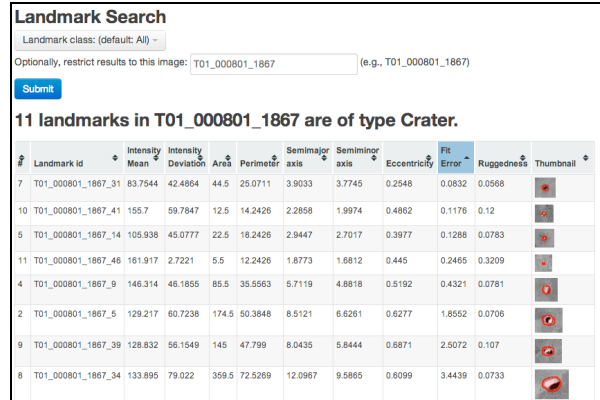 Landmark Search
Landmark class: (default: All)
Optionally, restrict results to this image: T01_000801_1867 (e.g., T01_000801_1867)
Submit
11 landmarks in T01_000801_1867 are of type Crater.
# Landmark id Intensity Mean Intensity Deviation Area Perimeter Semimajor axis Semiminor axis Eccentricity Fit Error Ruggedness Thumbnail
7 T01_000801_1867_31 83.7544 42.4864 44.5 25.0711 3.9033 3.7745 0.2548 0.0832 0.0568
10 T01_000801_1867_41 155.7 59.7847 12.5 14.2426 2.2858 1.9974 0.4862 0.1176 0.12
5 T01_000801_1867_14 105.938 45.0777 22.5 18.2426 2.9447 2.7017 0.3977 0.1288 0.0783
11 T01_000801_1867_46 161.917 2.7221 5.5 12.2426 1.8773 1.6812 0.445 0.2465 0.3209
4 T01_000801_1867_9 146.314 46.1855 85.5 35.5563 5.7119 4.8818 0.5192 0.4321 0.0781
2 T01_000801_1867_5 129.217 60.7238 174.5 50.3848 8.5121 6.6261 0.6277 1.8552 0.0706
9 T01_000801_1867_39 128.832 56.1549 145 47.799 8.0435 5.8444 0.6871 2.5072 0.107
8 T01_000801_1867_34 133.895 79.022 359.5 72.5269 12.0967 9.5865 0.6099 3.4439 0.0733